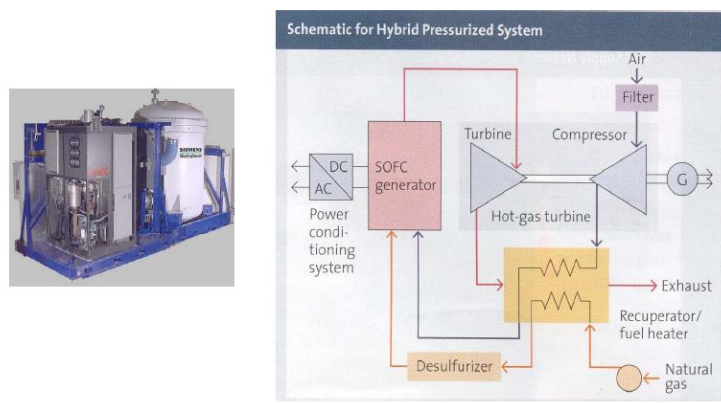 SIEMENS
Westinghouse
Schematic for Hybrid Pressurized System
Air
Filter
Turbine
Compressor
DC
AC
SOFC
generator
G
Power
condi-
tioning
system
Hot-gas turbine
Exhaust
Recuperator/
fuel heater
Desulfurizer
Natural
gas